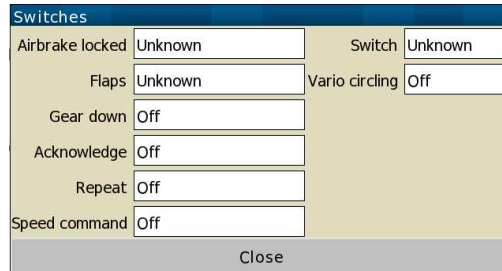 Switches
Airbrake locked Unknown Switch Unknown
Flaps Unknown Vario circling Off
Gear down Off
Acknowledge Off
Repeat Off
Speed command Off
Close